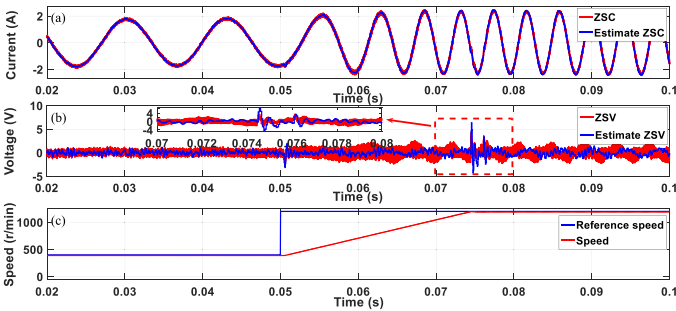 (a)
ZSC
Estimate ZSC
Current (A)
2
0
-2
0.02 0.03 0.04 0.05 0.06 0.07 0.08 0.09 0.1
Time (s)
(b)
ZSV
Estimate ZSV
Voltage (V)
10
5
0
-5
4
0
-4
0.07 0.072 0.074 0.076 0.078 0.08
0.02 0.03 0.04 0.05 0.06 0.07 0.08 0.09 0.1
Time (s)
(c)
Reference speed
Speed
Speed (r/min)
1000
500
0
0.02 0.03 0.04 0.05 0.06 0.07 0.08 0.09 0.1
Time (s)